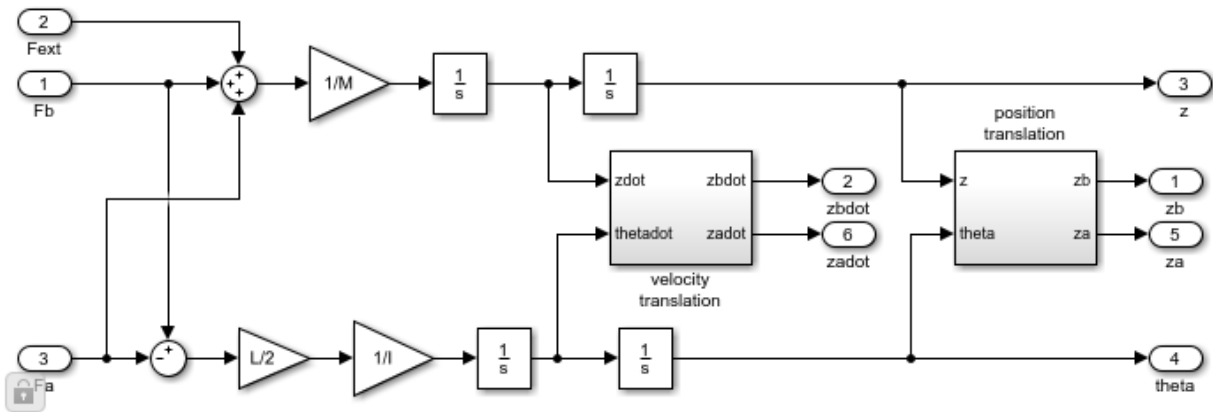 2
Fext
1
Fb
+
+
+
1/M
1
s
1
s
3
z
position
translation
zdot
zbdot
thetadot
zadot
2
zbdot
6
zadot
velocity
translation
z
zb
theta
za
1
zb
5
za
3
Fa
+
−
L/2
1/I
1
s
1
s
4
theta